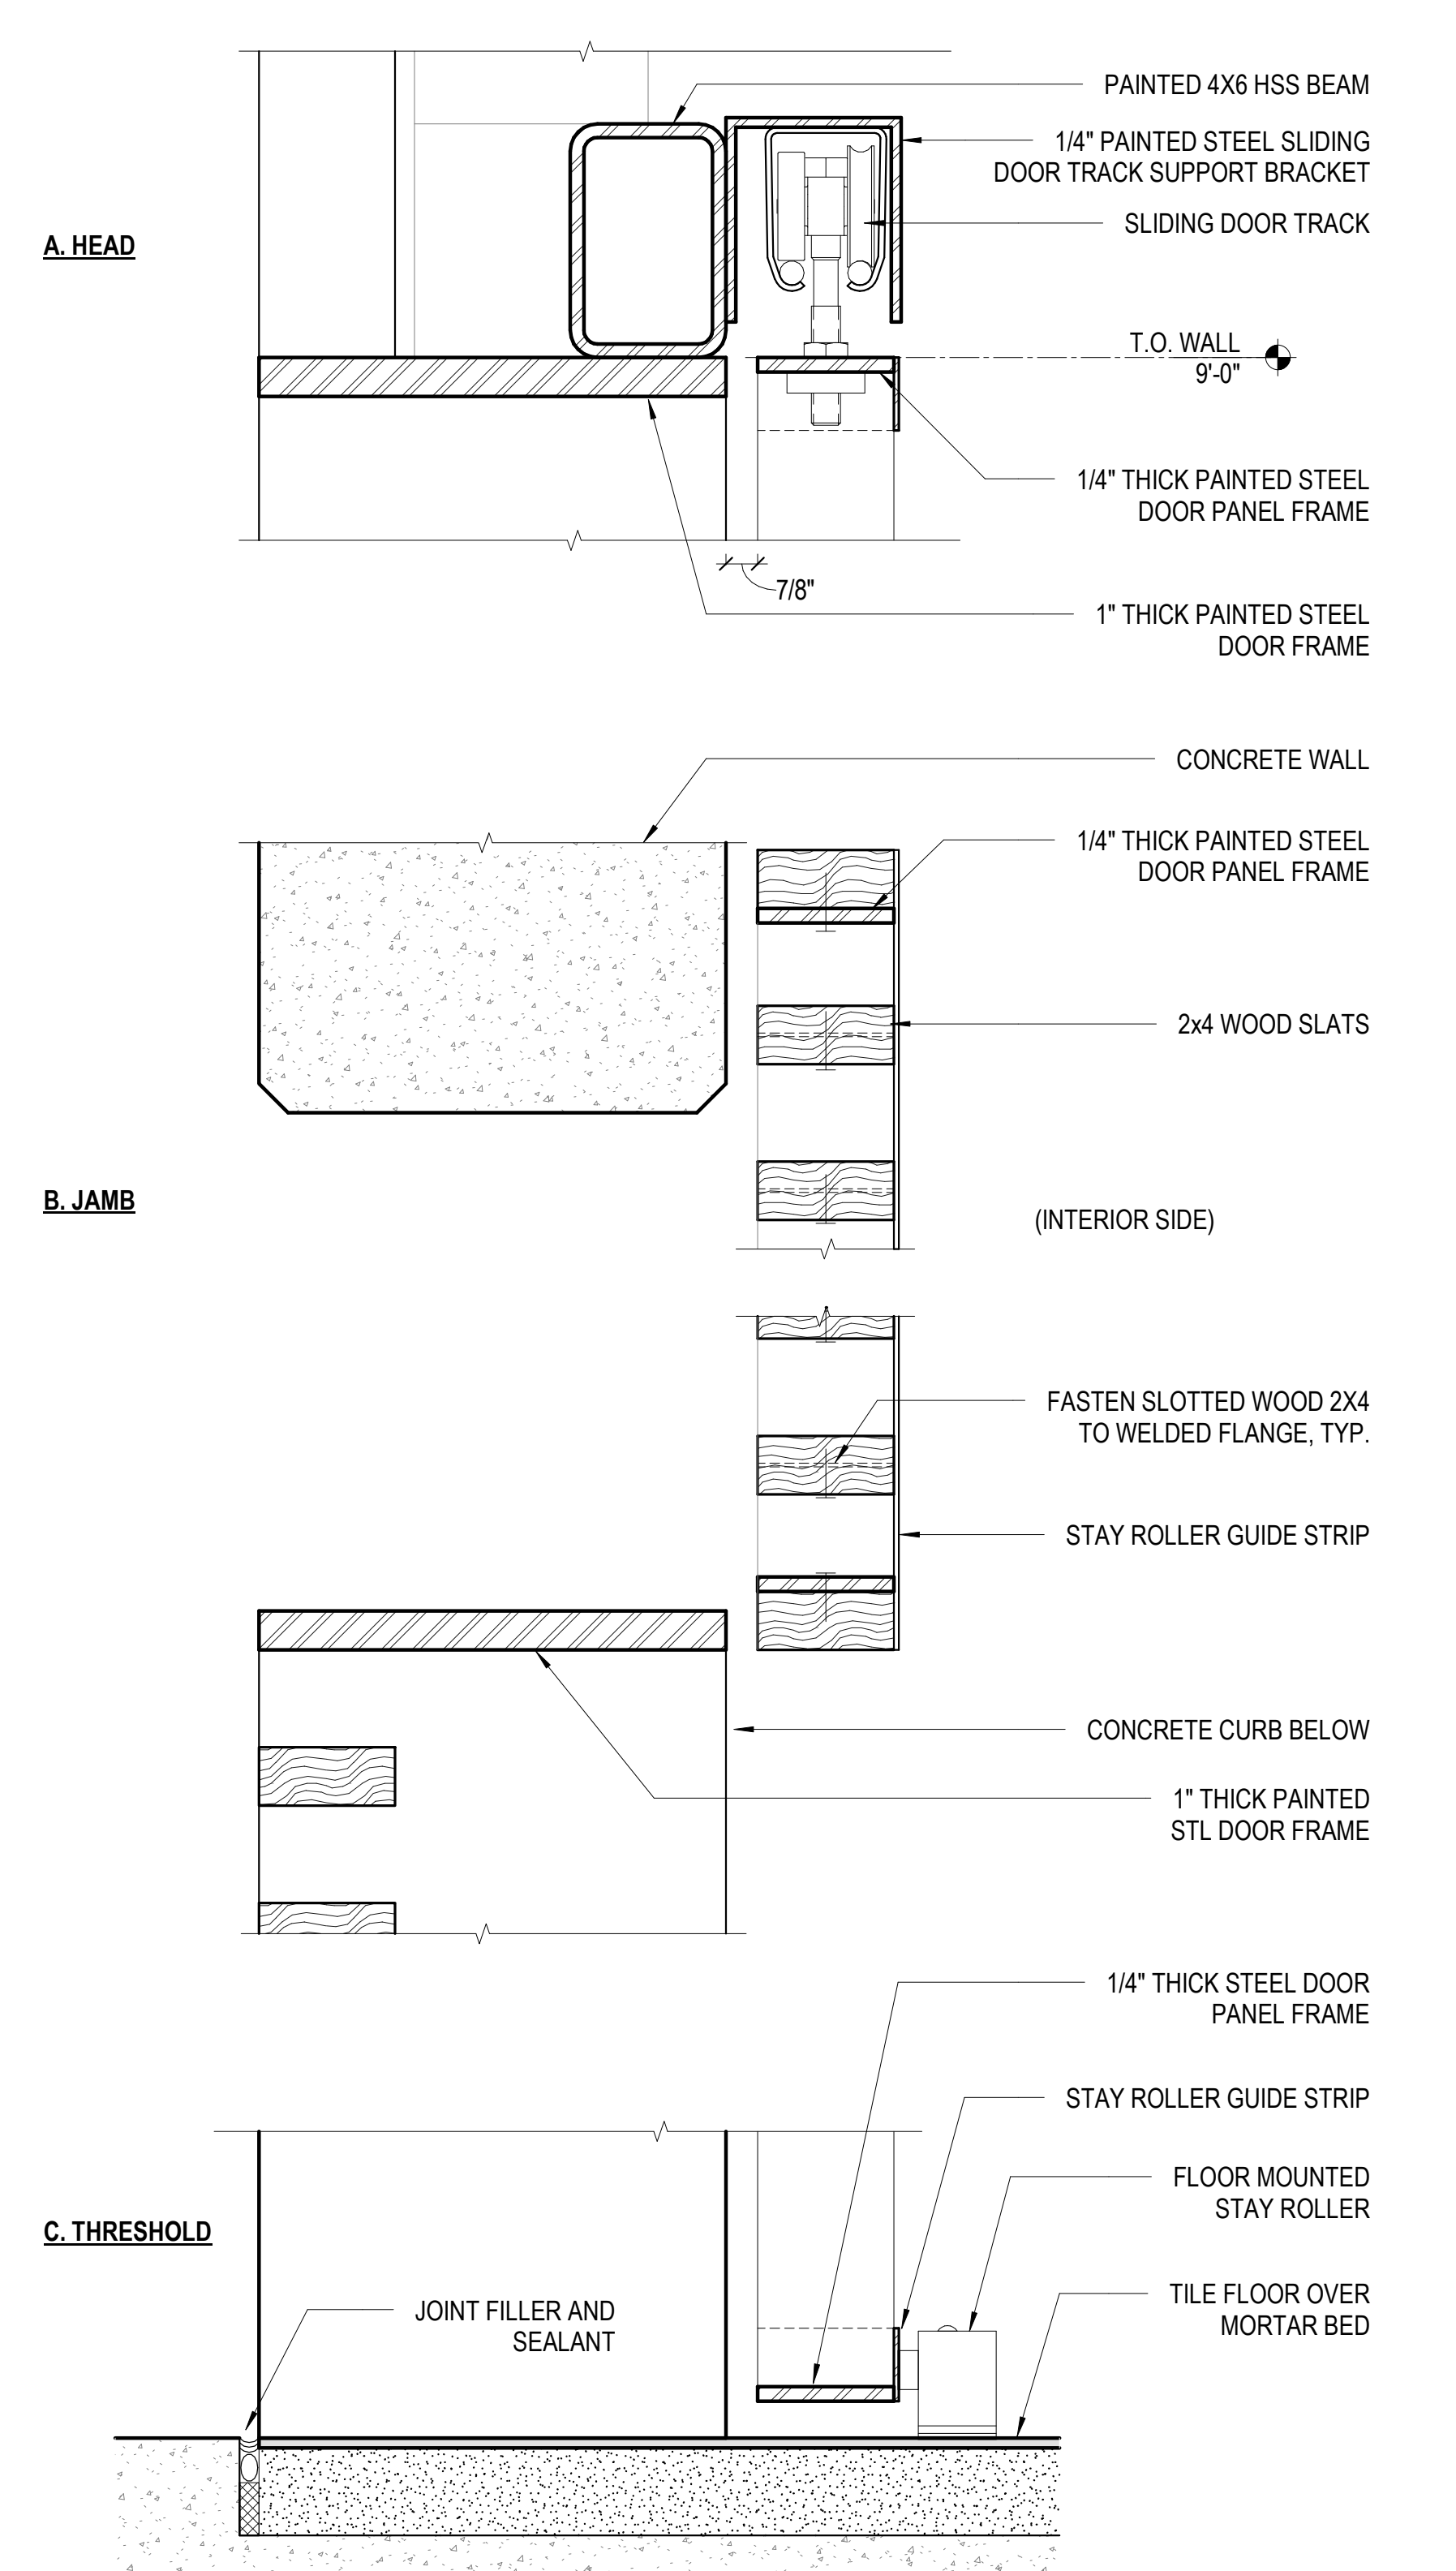 PAINTED 4X6 HSS BEAM
1/4" PAINTED STEEL SLIDING
DOOR TRACK SUPPORT BRACKET
SLIDING DOOR TRACK
A. HEAD
T.O. WALL
9'-0"
1/4" THICK PAINTED STEEL
DOOR PANEL FRAME
7/8"
1" THICK PAINTED STEEL
DOOR FRAME
CONCRETE WALL
1/4" THICK PAINTED STEEL
DOOR PANEL FRAME
2x4 WOOD SLATS
B. JAMB
(INTERIOR SIDE)
FASTEN SLOTTED WOOD 2X4
TO WELDED FLANGE, TYP.
STAY ROLLER GUIDE STRIP
CONCRETE CURB BELOW
1" THICK PAINTED
STL DOOR FRAME
1/4" THICK STEEL DOOR
PANEL FRAME
STAY ROLLER GUIDE STRIP
FLOOR MOUNTED
STAY ROLLER
C. THRESHOLD
TILE FLOOR OVER
MORTAR BED
JOINT FILLER AND
SEALANT